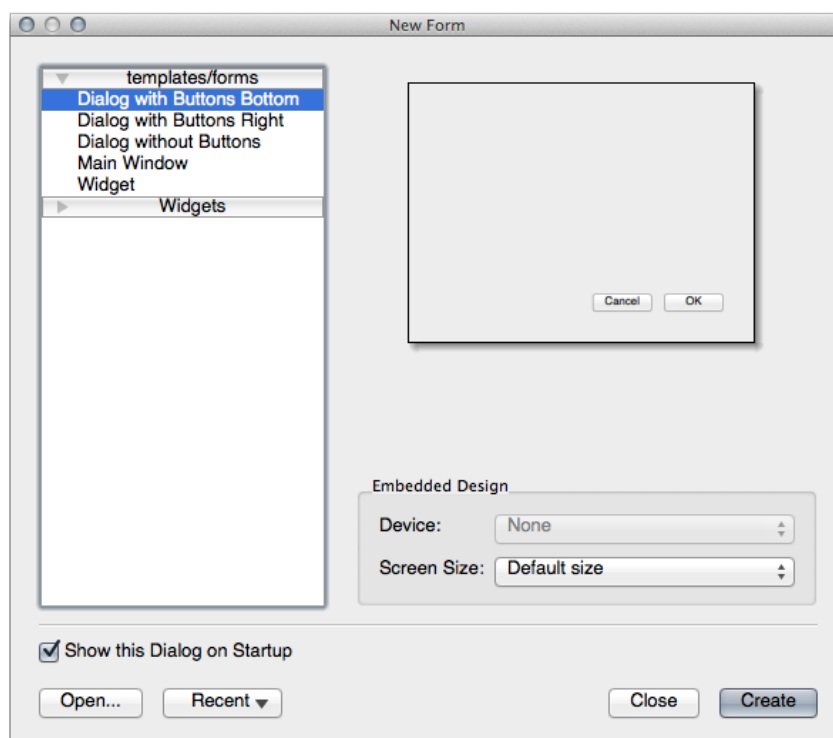 New Form
templates/forms
Dialog with Buttons Bottom
Dialog with Buttons Right
Dialog without Buttons
Main Window
Widget
Widgets
Cancel OK
Embedded Design
Device: None
Screen Size: Default size
Show this Dialog on Startup
Open... Recent Close Create